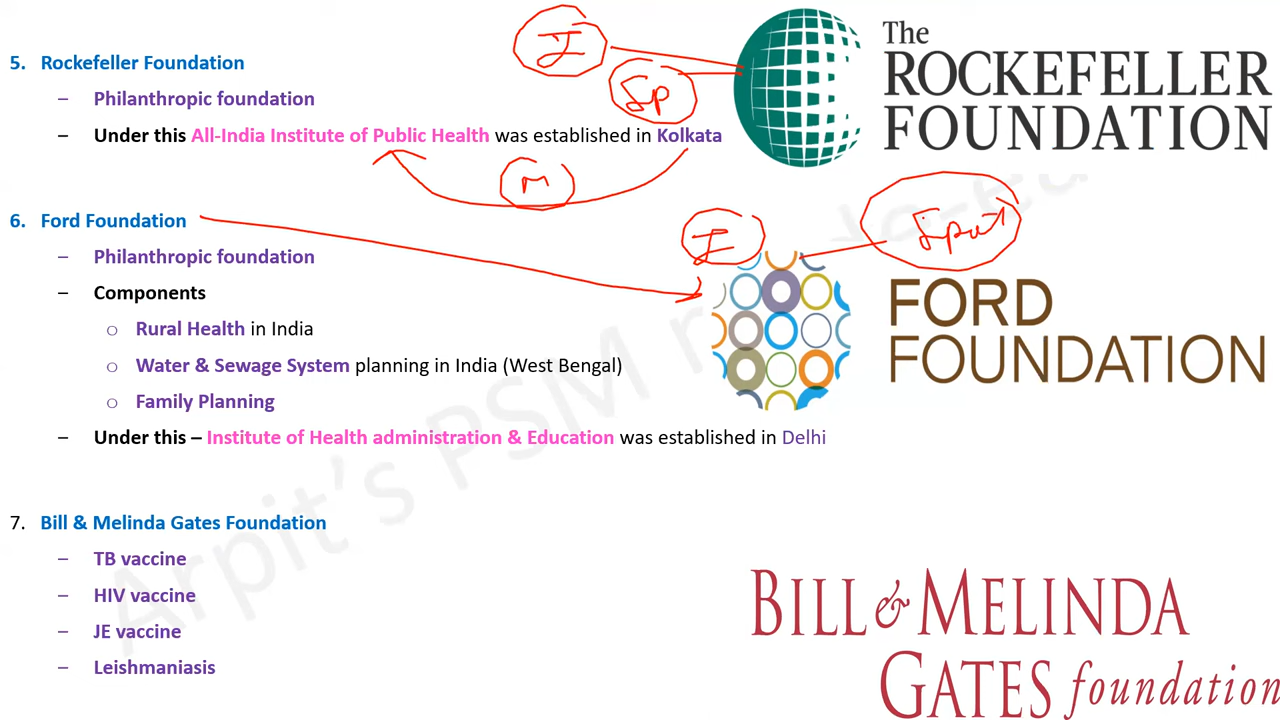 The
ROCKEFELLER
FOUNDATION
5. Rockefeller Foundation
– Philanthropic foundation
– Under this All-India Institute of Public Health was established in Kolkata
M
6. Ford Foundation
– Philanthropic foundation
– Components
o Rural Health in India
o Water & Sewage System planning in India (West Bengal)
o Family Planning
– Under this – Institute of Health administration & Education was established in Delhi
FORD
FOUNDATION
7. Bill & Melinda Gates Foundation
– TB vaccine
– HIV vaccine
– JE vaccine
– Leishmaniasis
BILL & MELINDA
GATES foundation
Arpit's PSM